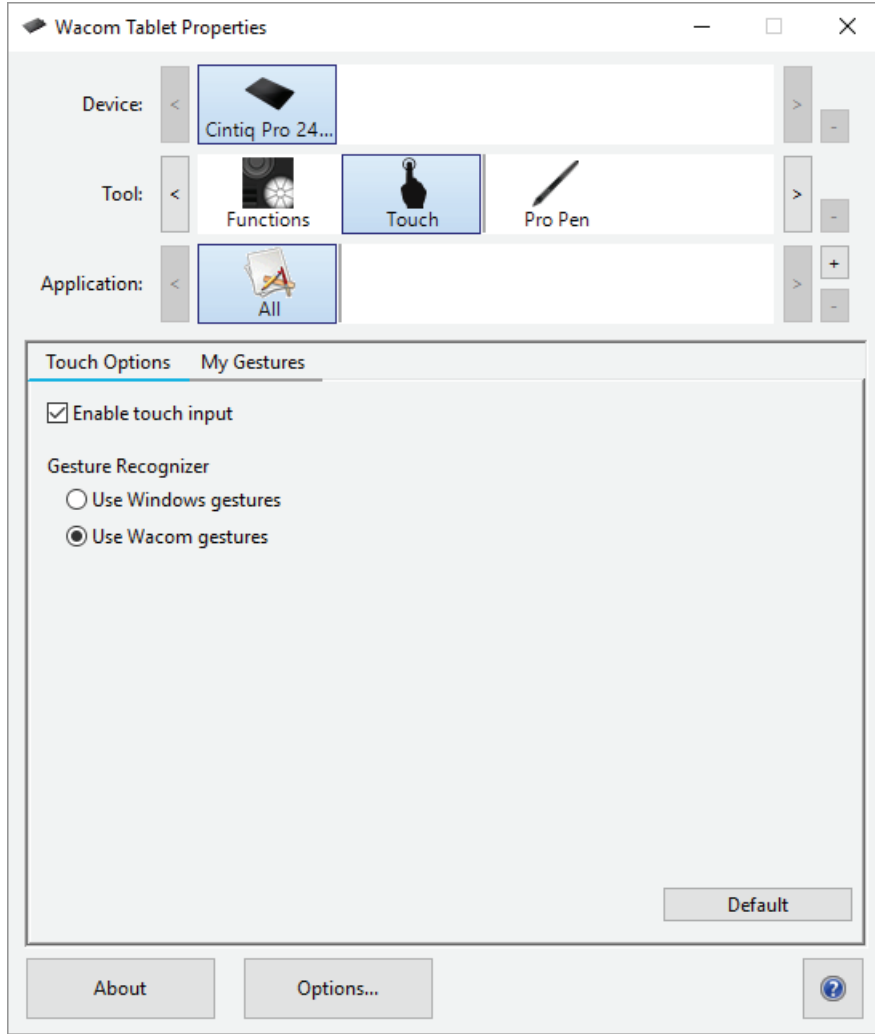 Wacom Tablet Properties
Device:
<
Cintiq Pro 24...
>
-
Tool:
<
Functions
Touch
Pro Pen
>
-
Application:
<
All
>
+
-
Touch Options My Gestures
Enable touch input
Gesture Recognizer
Use Windows gestures
Use Wacom gestures
Default
About Options... ?